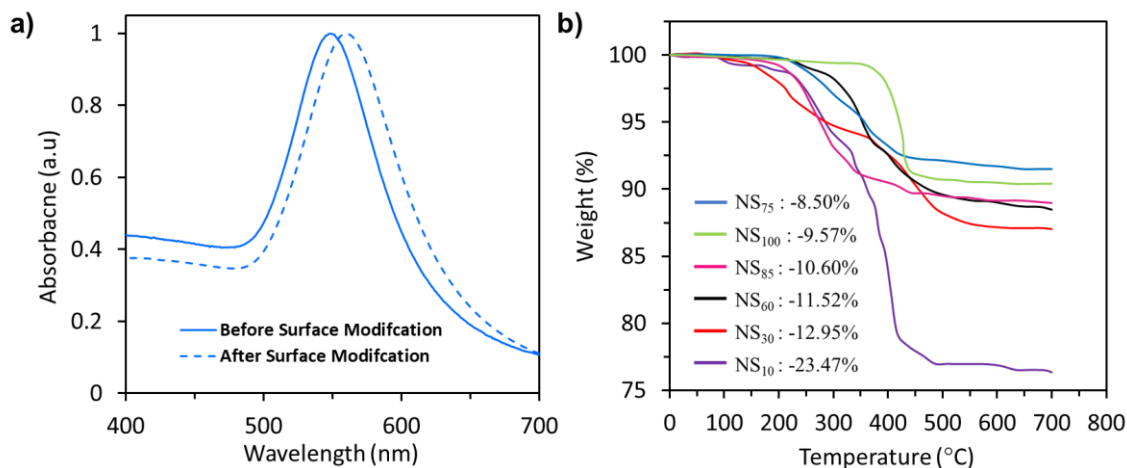 a)
Absorbacne (a.u)
1
0.8
0.6
0.4
0.2
0
Before Surface Modifcation
After Surface Modifcation
400
500
600
700
Wavelength (nm)
b)
Weight (%)
100
95
90
85
80
75
NS75 : -8.50%
NS100 : -9.57%
NS85 : -10.60%
NS60 : -11.52%
NS30 : -12.95%
NS10 : -23.47%
0 100 200 300 400 500 600 700 800
Temperature (°C)